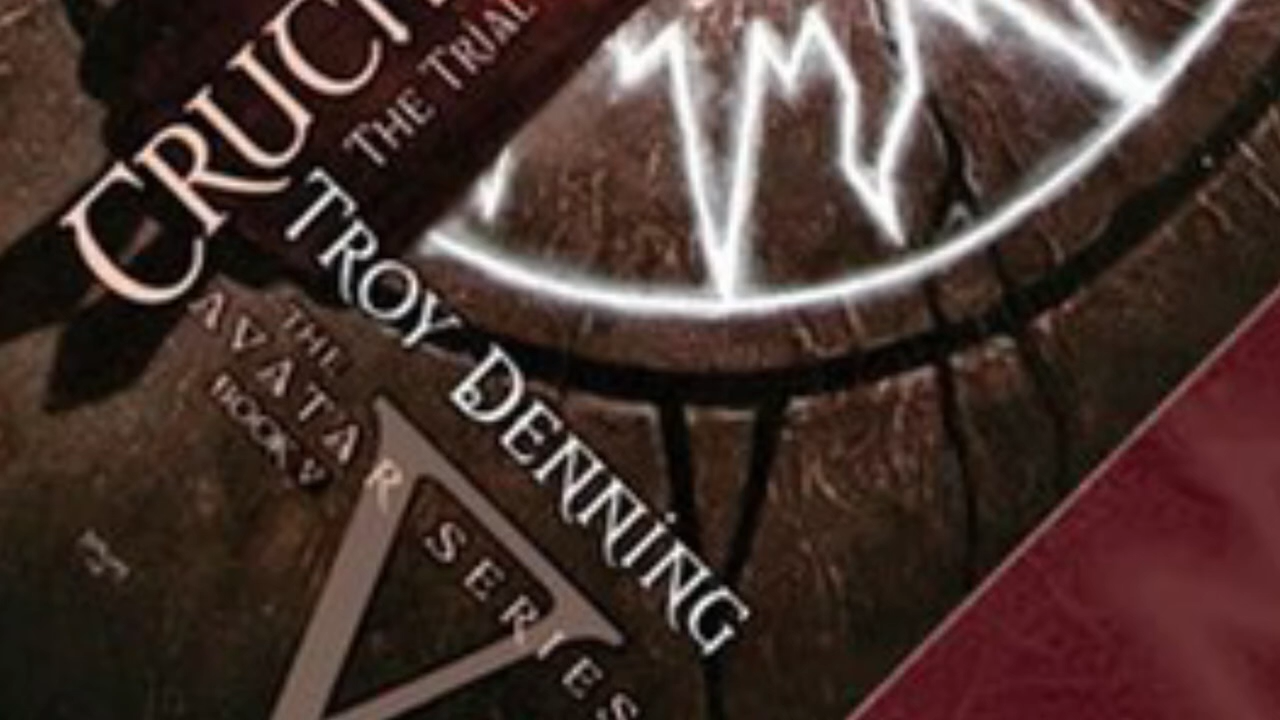 CRUCI
THE TRIAL
TROY DENNING
THE
AVATAR SERIES
BOOK V